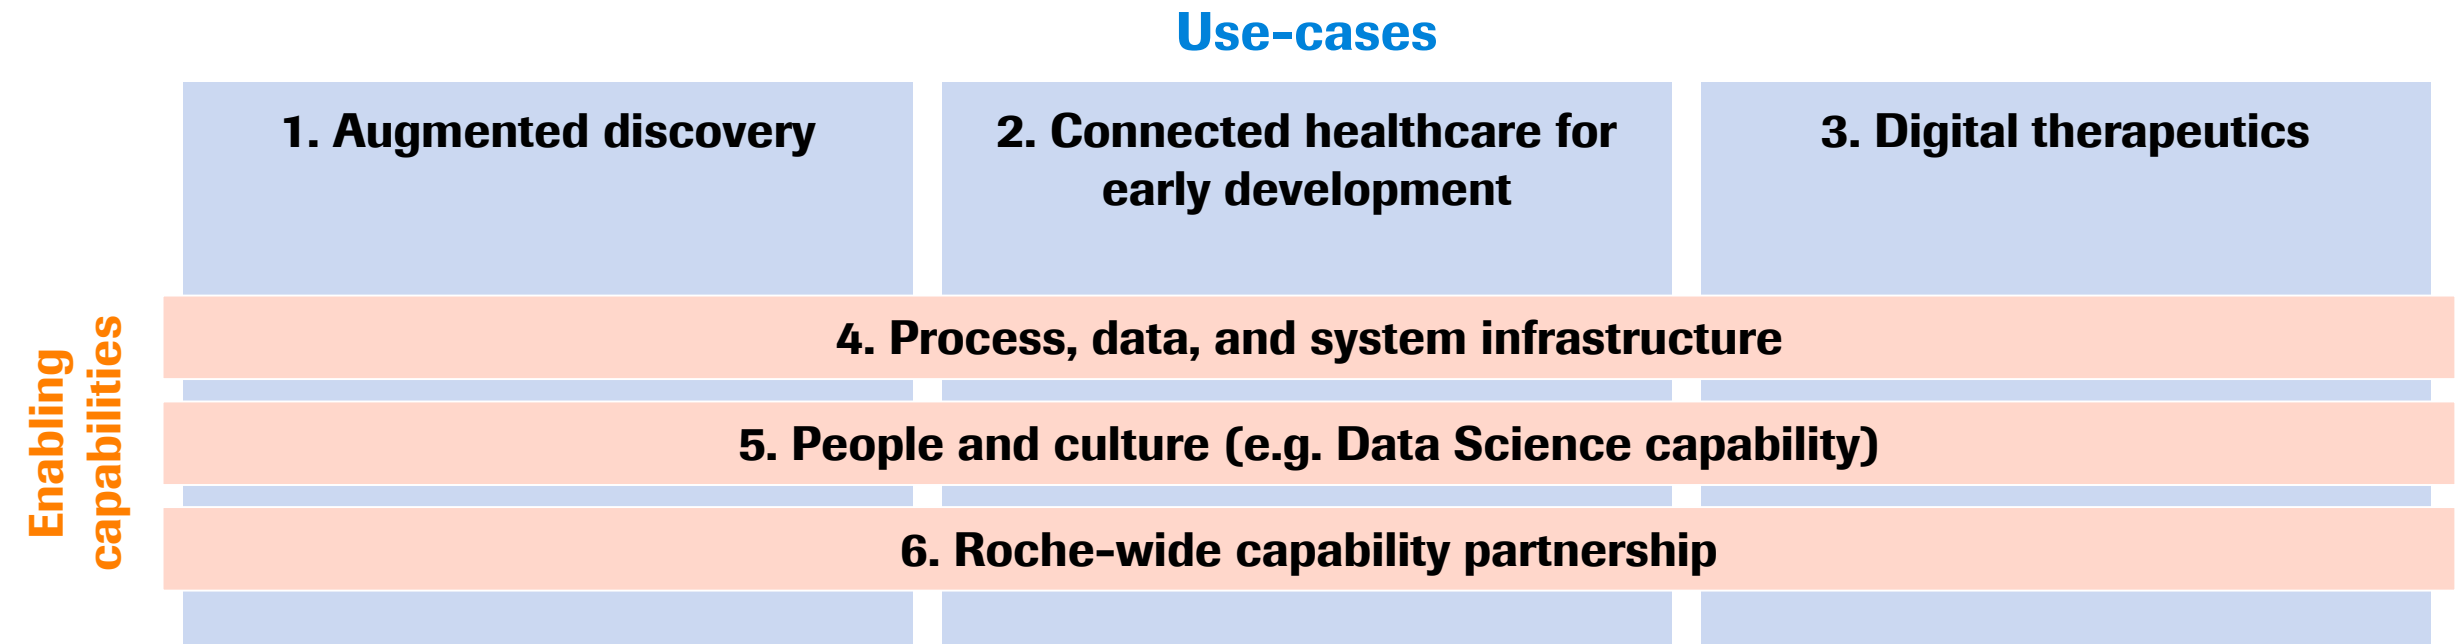 Use-cases
1. Augmented discovery
2. Connected healthcare for
early development
3. Digital therapeutics
Enabling
capabilities
4. Process, data, and system infrastructure
5. People and culture (e.g. Data Science capability)
6. Roche-wide capability partnership